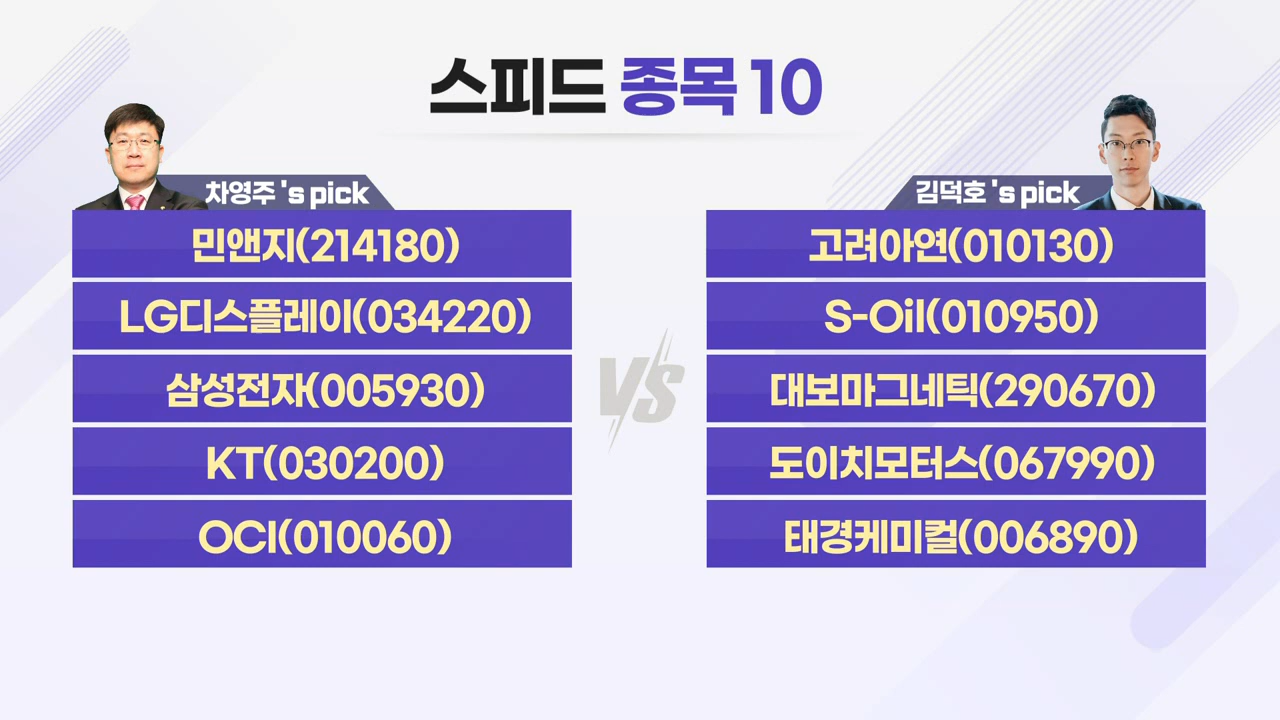 스피드 종목 10
차영주 's pick
민앤지(214180)
LG디스플레이(034220)
삼성전자(005930)
KT(030200)
OCI(010060)
VS
김덕호 's pick
고려아연(010130)
S-Oil(010950)
대보마그네틱(290670)
도이치모터스(067990)
태경케미컬(006890)